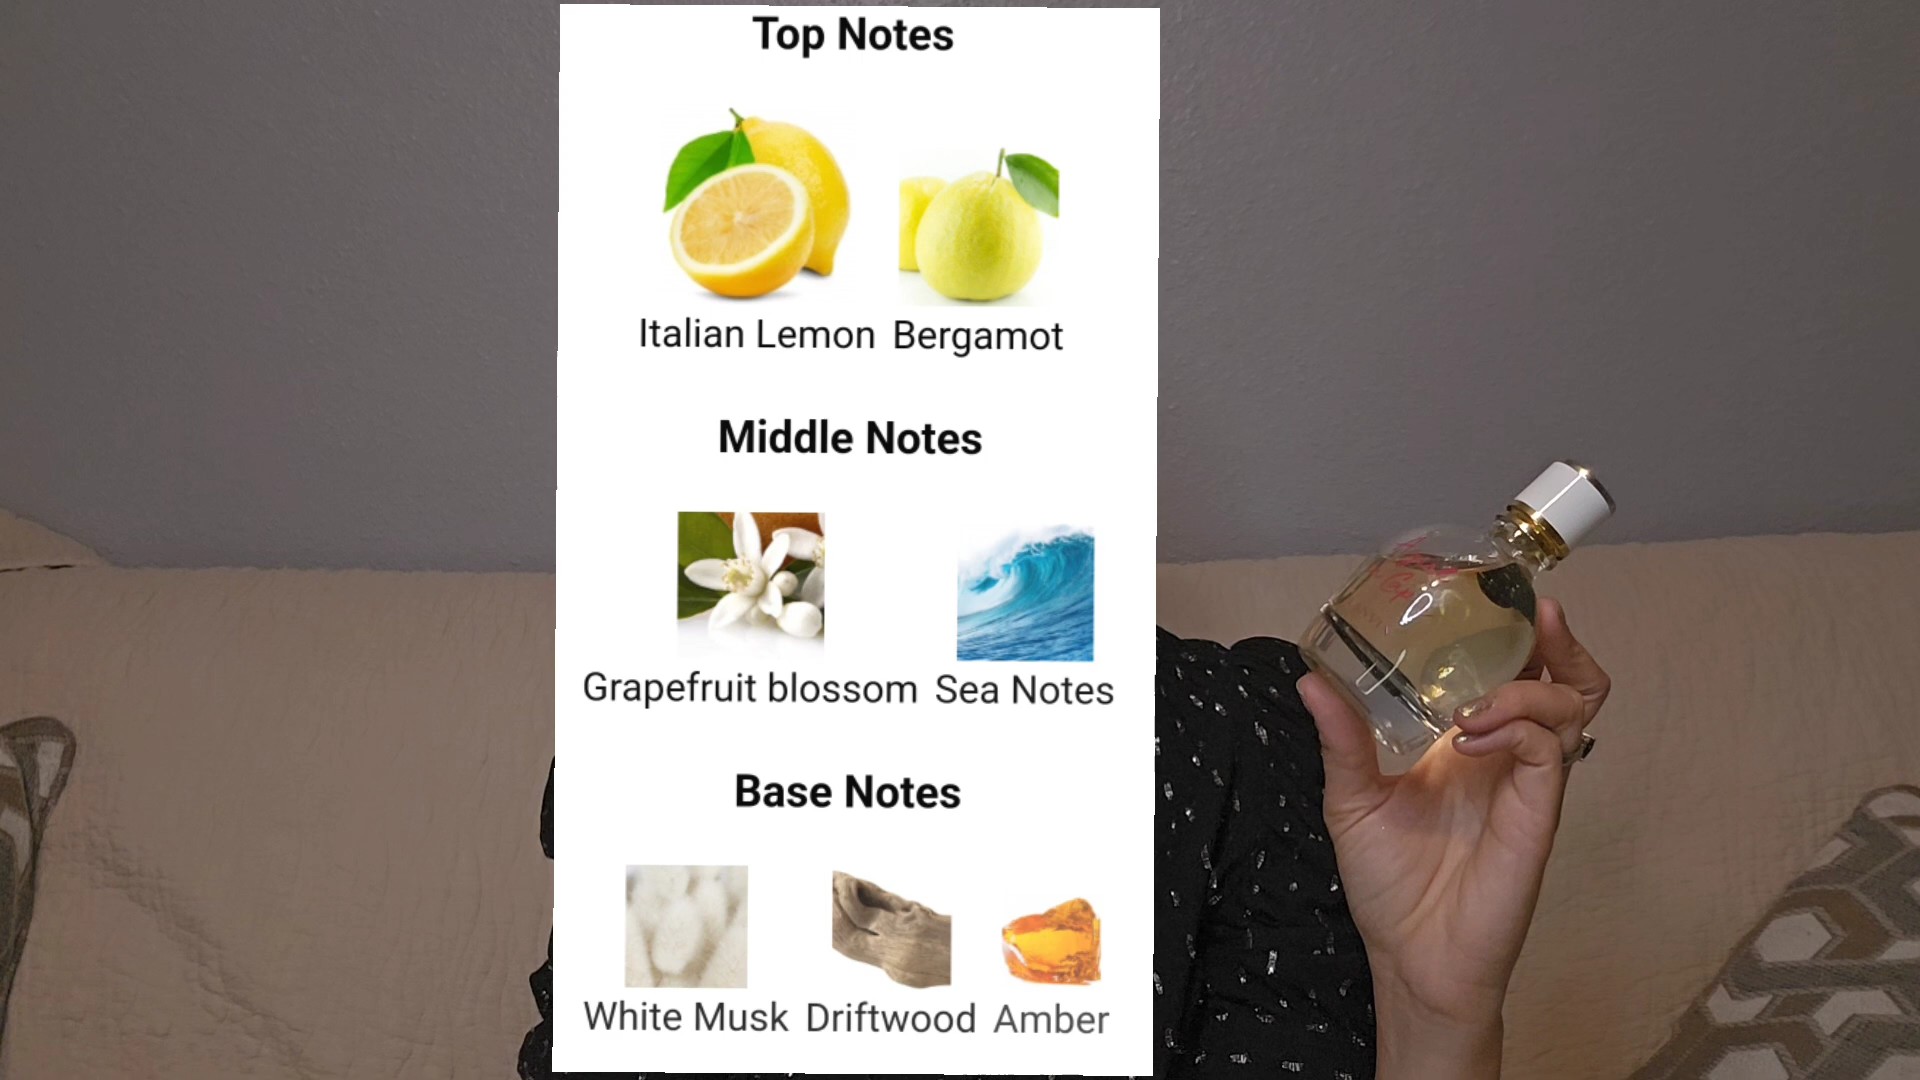 Top Notes
Italian Lemon Bergamot
Middle Notes
Grapefruit blossom Sea Notes
Base Notes
White Musk Driftwood Amber